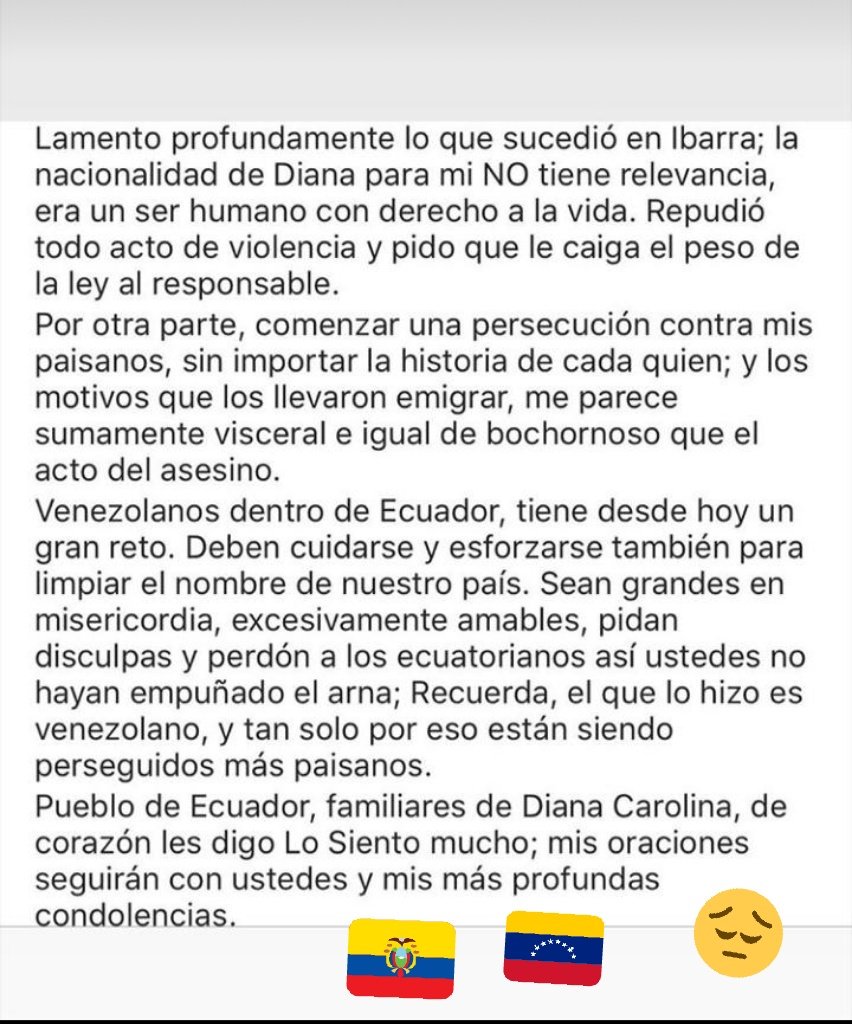 Lamento profundamente lo que sucedió en Ibarra; la
nacionalidad de Diana para mi NO tiene relevancia,
era un ser humano con derecho a la vida. Repudió
todo acto de violencia y pido que le caiga el peso de
la ley al responsable.
Por otra parte, comenzar una persecución contra mis
paisanos, sin importar la historia de cada quien; y los
motivos que los llevaron emigrar, me parece
sumamente visceral e igual de bochornoso que el
acto del asesino.
Venezolanos dentro de Ecuador, tiene desde hoy un
gran reto. Deben cuidarse y esforzarse también para
limpiar el nombre de nuestro país. Sean grandes en
misericordia, excesivamente amables, pidan
disculpas y perdón a los ecuatorianos así ustedes no
hayan empuñado el arna; Recuerda, el que lo hizo es
venezolano, y tan solo por eso están siendo
perseguidos más paisanos.
Pueblo de Ecuador, familiares de Diana Carolina, de
corazón les digo Lo Siento mucho; mis oraciones
seguirán con ustedes y mis más profundas
condolencias.